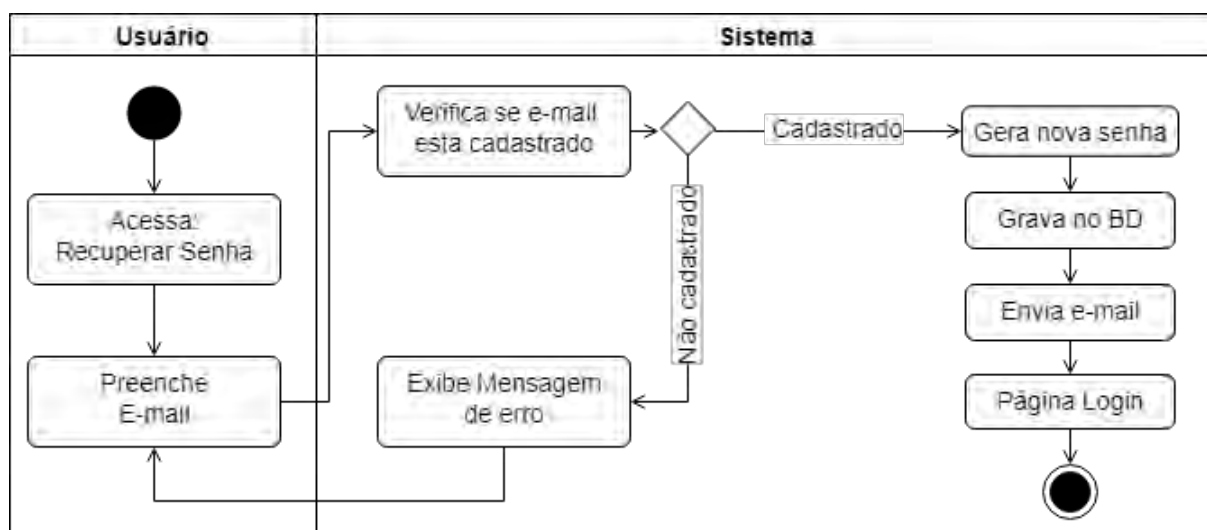 Usuário
Sistema
Acessa:
Recuperar Senha
Preenche
E-mail
Verifica se e-mail
esta cadastrado
Cadastrado
Não cadastrado
Exibe Mensagem
de erro
Gera nova senha
Grava no BD
Envia e-mail
Página Login